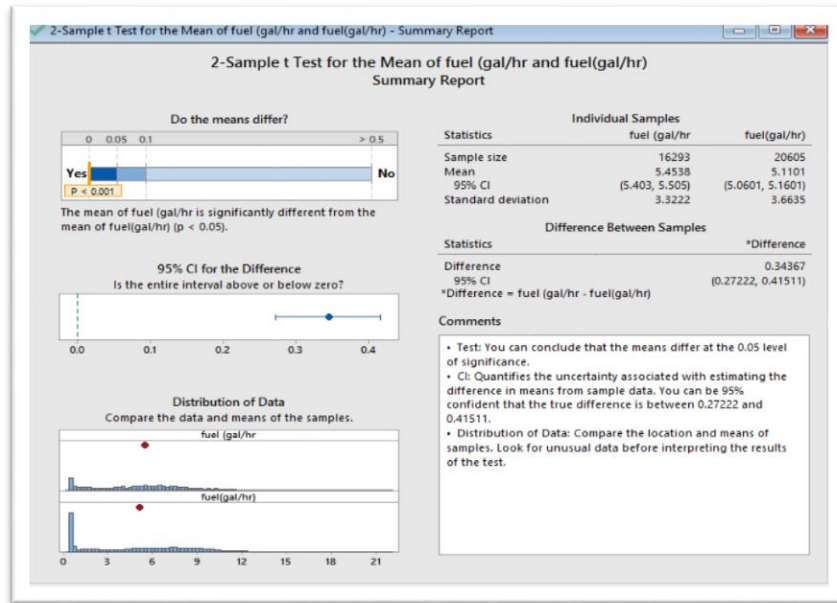 2-Sample t Test for the Mean of fuel (gal/hr and fuel(gal/hr) - Summary Report
2-Sample t Test for the Mean of fuel (gal/hr and fuel(gal/hr)
Summary Report
Do the means differ?
0 0.05 0.1 > 0.5
Yes No
P < 0.001
The mean of fuel (gal/hr is significantly different from the
mean of fuel(gal/hr) (p < 0.05).
95% CI for the Difference
Is the entire interval above or below zero?
0.0 0.1 0.2 0.3 0.4
Distribution of Data
Compare the data and means of the samples.
fuel (gal/hr
fuel(gal/hr)
0 3 6 9 12 15 18 21
Individual Samples
Statistics fuel (gal/hr fuel(gal/hr)
Sample size 16293 20605
Mean 5.4538 5.1101
95% CI (5.403, 5.505) (5.0601, 5.1601)
Standard deviation 3.3222 3.6635
Difference Between Samples
Statistics *Difference
Difference 0.34367
95% CI (0.27222, 0.41511)
*Difference = fuel (gal/hr - fuel(gal/hr)
Comments
• Test: You can conclude that the means differ at the 0.05 level
of significance.
• CI: Quantifies the uncertainty associated with estimating the
difference in means from sample data. You can be 95%
confident that the true difference is between 0.27222 and
0.41511.
• Distribution of Data: Compare the location and means of
samples. Look for unusual data before interpreting the results
of the test.